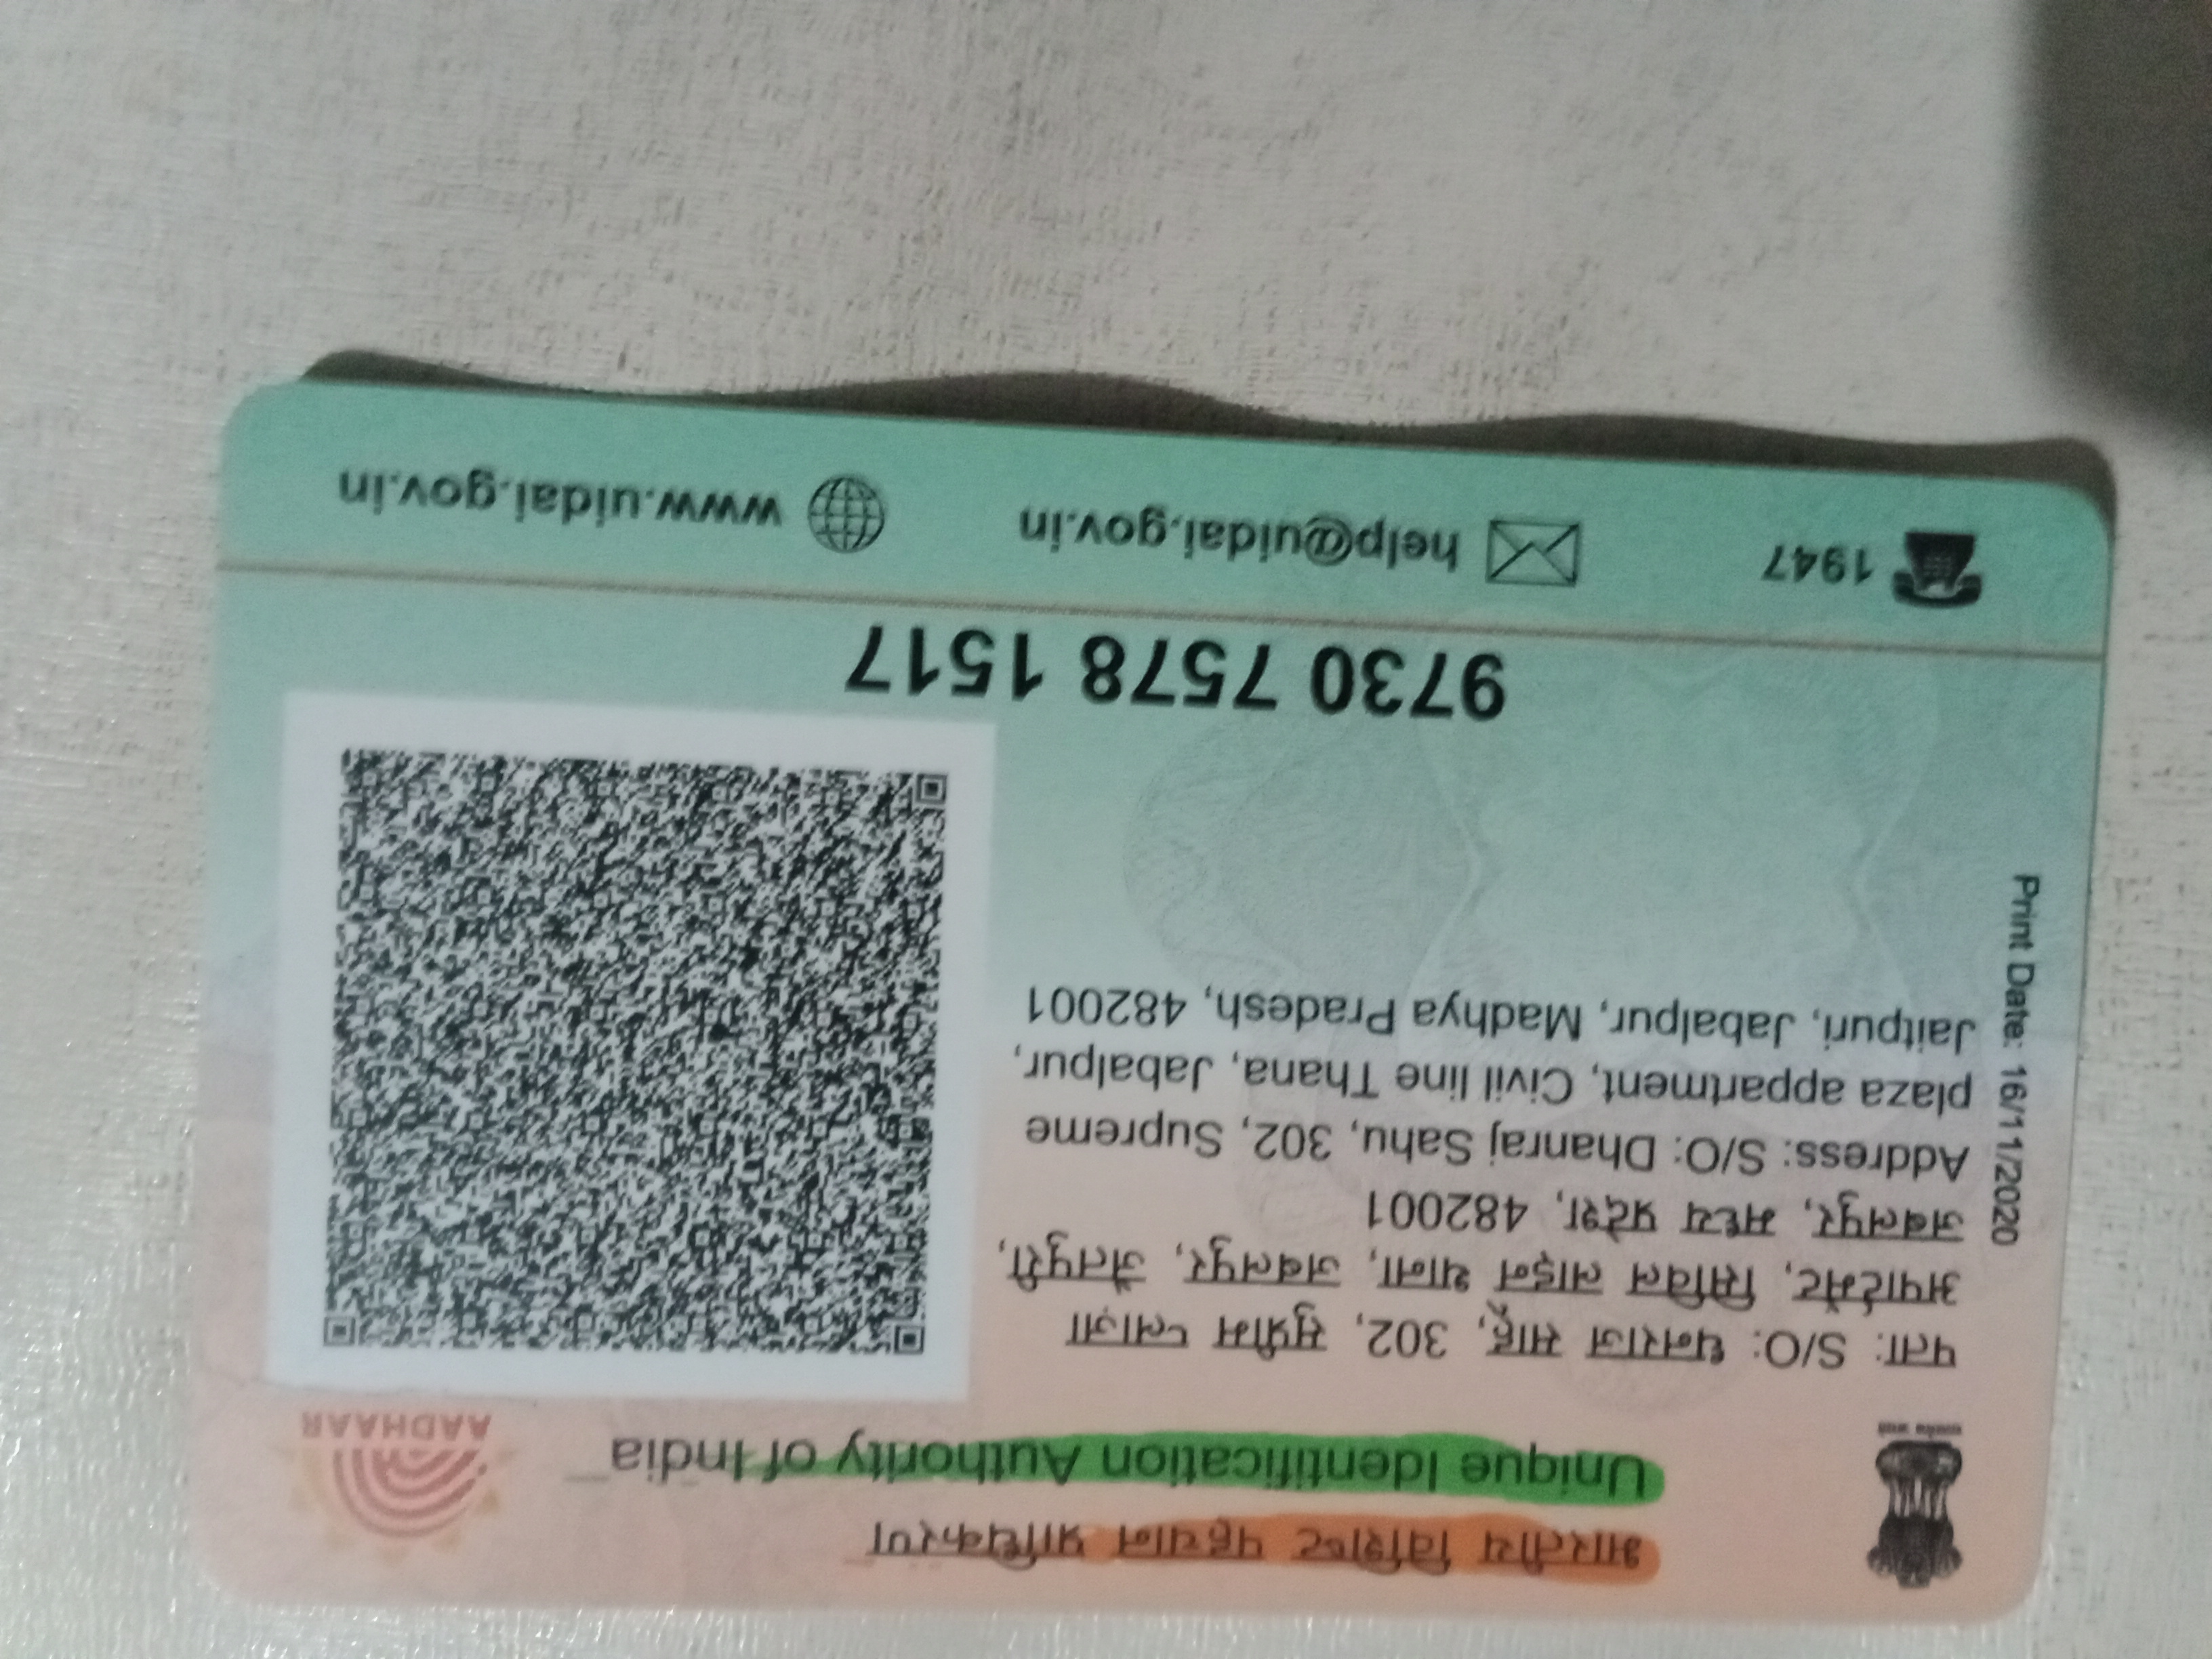 भारतीय विशिष्ट पहचान प्राधिकरण
Unique Identification Authority of India
AADHAAR
पता: S/O: धनराज साहू, 302, सुप्रीम प्लाज़ा
अपार्टमेंट, सिविल लाइन थाना, जबलपुर, जैतपुरी,
जबलपुर, मध्य प्रदेश, 482001
Address: S/O: Dhanraj Sahu, 302, Supreme
plaza appartment, Civil line Thana, Jabalpur,
Jaitpuri, Jabalpur, Madhya Pradesh, 482001
Print Date: 16/11/2020
9730 7578 1517
1947
help@uidai.gov.in
www.uidai.gov.in